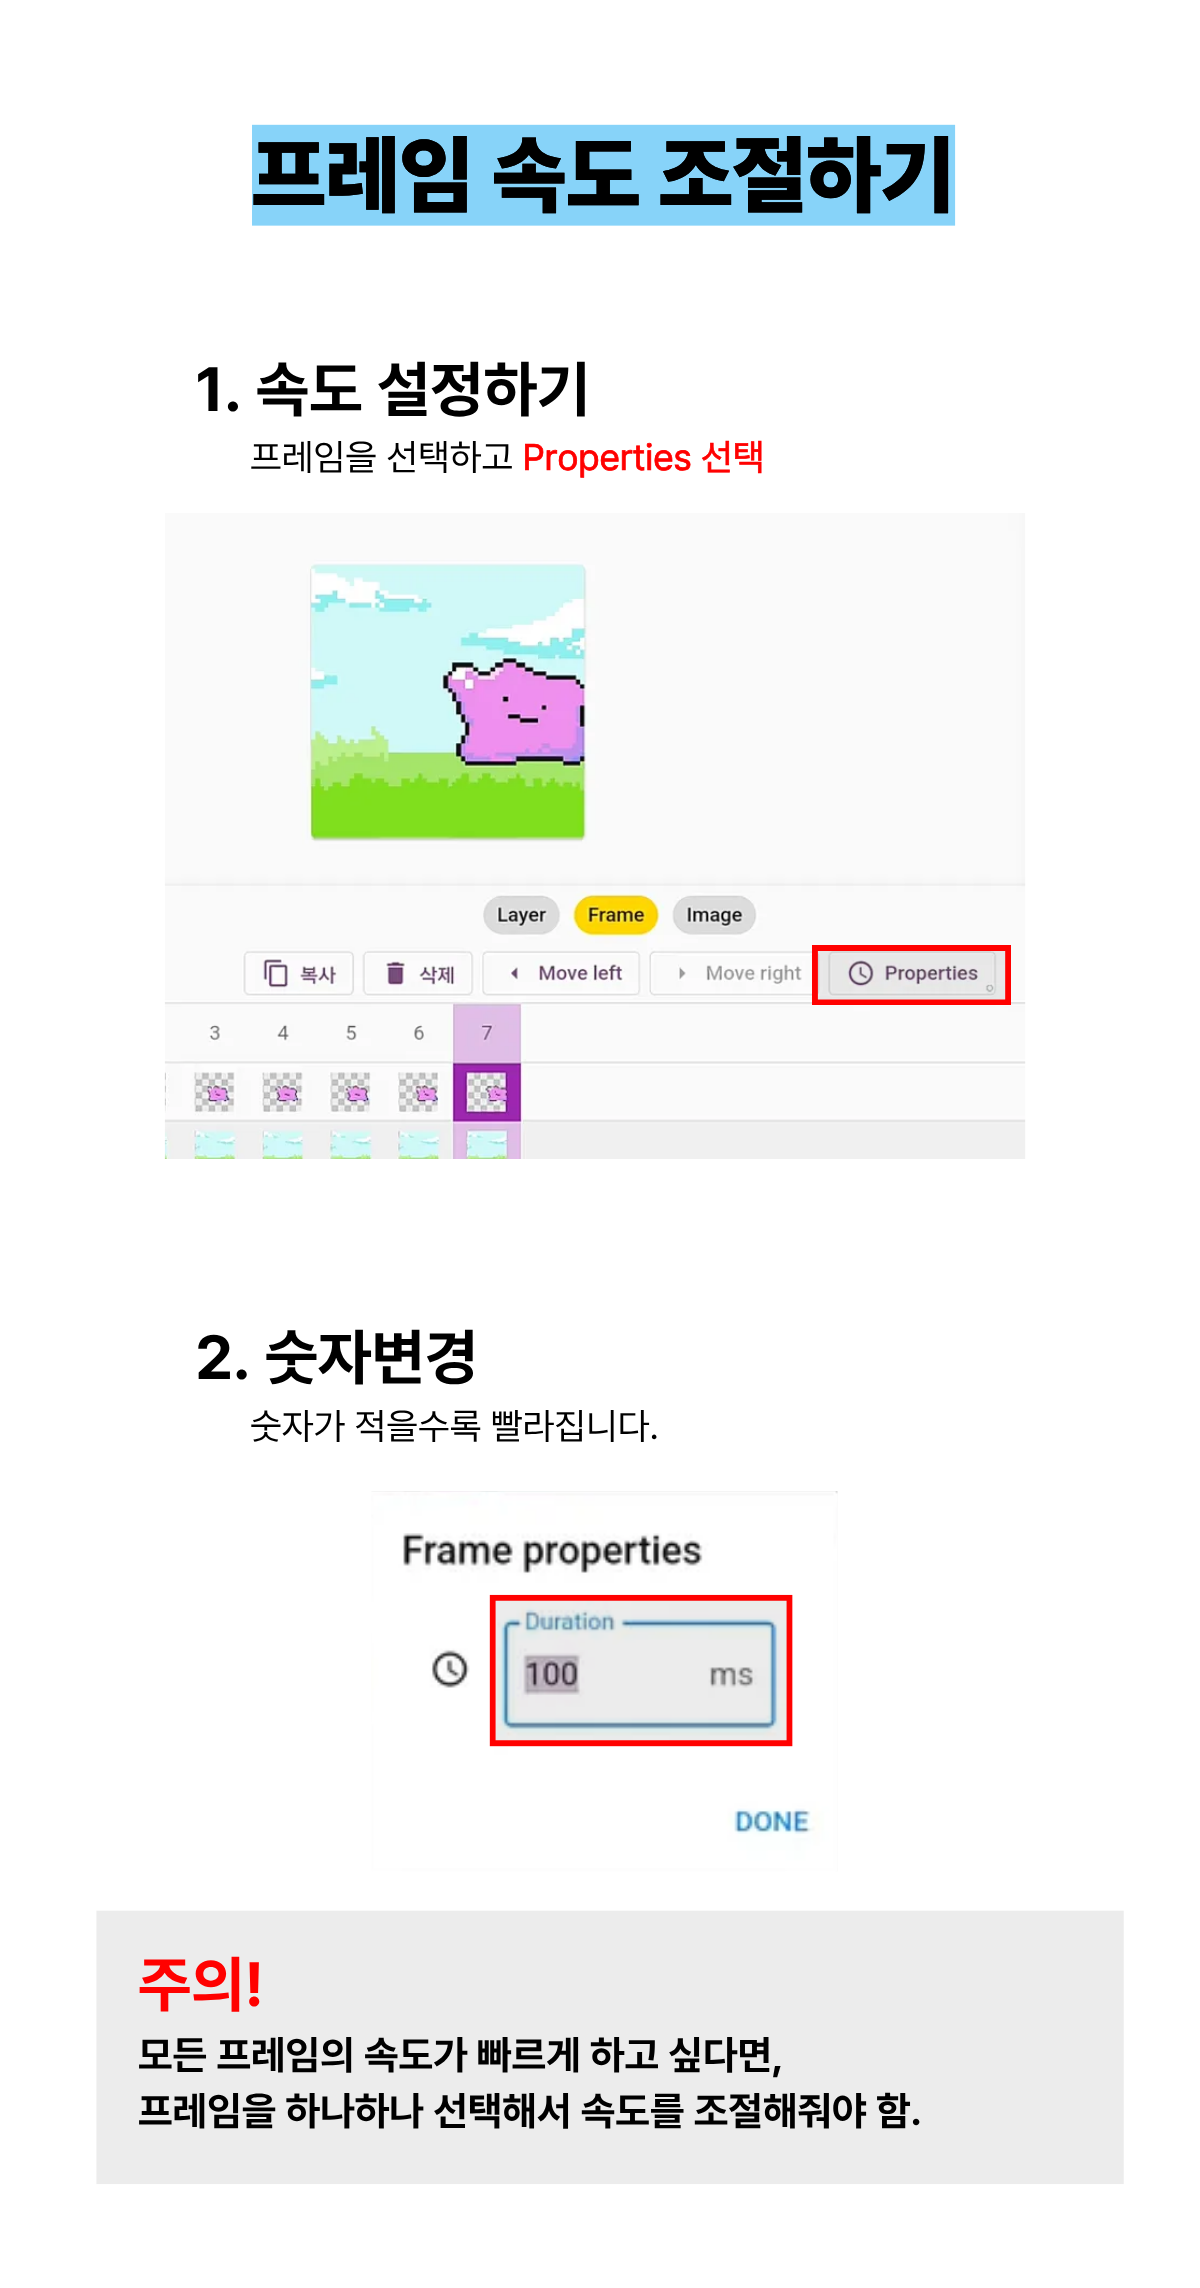 프레임 속도 조절하기
1. 속도 설정하기
프레임을 선택하고 Properties 선택
Layer Frame Image
복사 삭제 Move left Move right Properties
3 4 5 6 7
2. 숫자변경
숫자가 적을수록 빨라집니다.
Frame properties
Duration
100 ms
DONE
주의!
모든 프레임의 속도가 빠르게 하고 싶다면,
프레임을 하나하나 선택해서 속도를 조절해줘야 함.